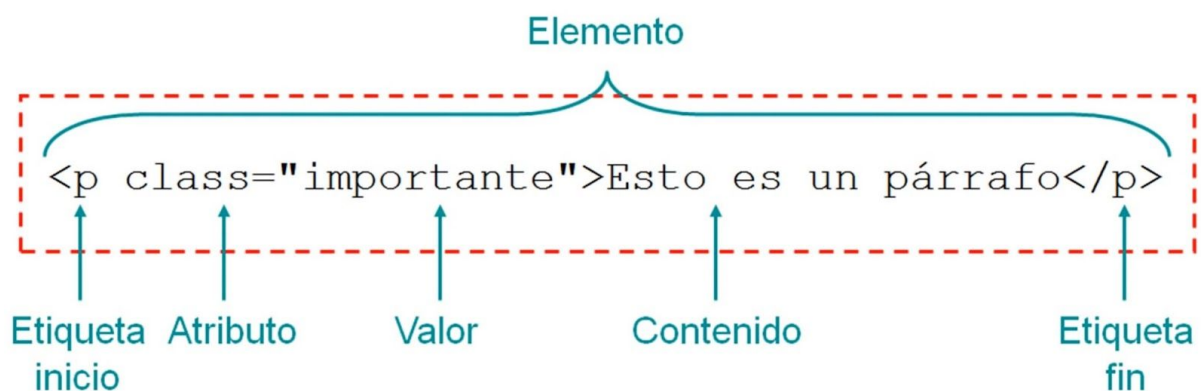 Elemento
<p class="importante">Esto es un párrafo</p>
Etiqueta inicio
Atributo
Valor
Contenido
Etiqueta fin